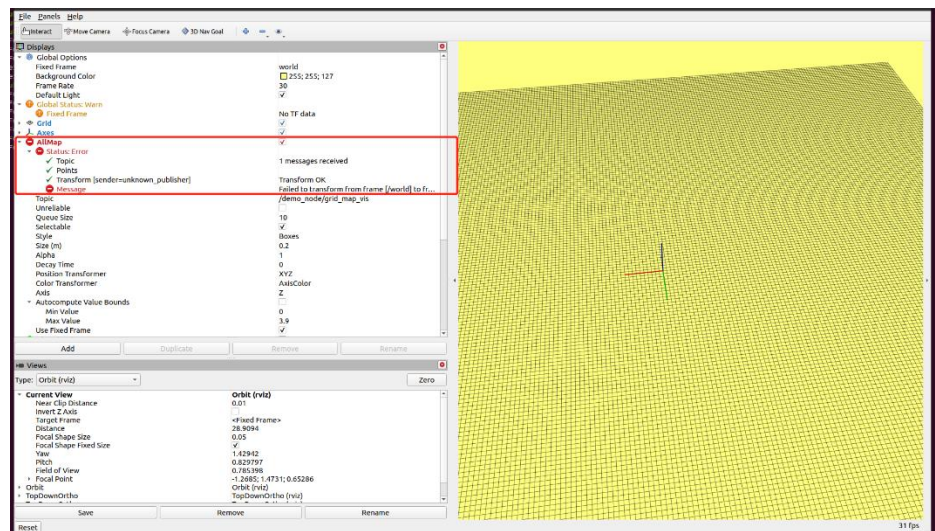 File Panels Help
Interact Move Camera Focus Camera 3D Nav Goal
Displays
Global Options
Fixed Frame world
Background Color 255; 255; 127
Frame Rate 30
Default Light
Global Status: Warn
Fixed Frame No TF data
Grid
Axes
AllMap
Status: Error
Topic 1 messages received
Points
Transform [sender=unknown_publisher] Transform OK
Message Failed to transform from frame [/world] to fr...
Topic /demo_node/grid_map_vis
Unreliable
Queue Size 10
Selectable
Style Boxes
Size (m) 0.2
Alpha 1
Decay Time 0
Position Transformer XYZ
Color Transformer AxisColor
Axis Z
Autocompute Value Bounds
Min Value 0
Max Value 3.9
Use Fixed Frame
Add Duplicate Remove Rename
Views
Type: Orbit (rviz) Zero
Current View Orbit (rviz)
Near Clip Distance 0.01
Invert Z Axis
Target Frame <Fixed Frame>
Distance 28.9094
Focal Shape Size 0.05
Focal Shape Fixed Size
Yaw 1.42942
Pitch 0.829797
Field of View 0.785398
Focal Point -1.2685; 1.4731; 0.65286
Orbit Orbit (rviz)
TopDownOrtho TopDownOrtho (rviz)
Save Remove Rename
Reset 31 fps